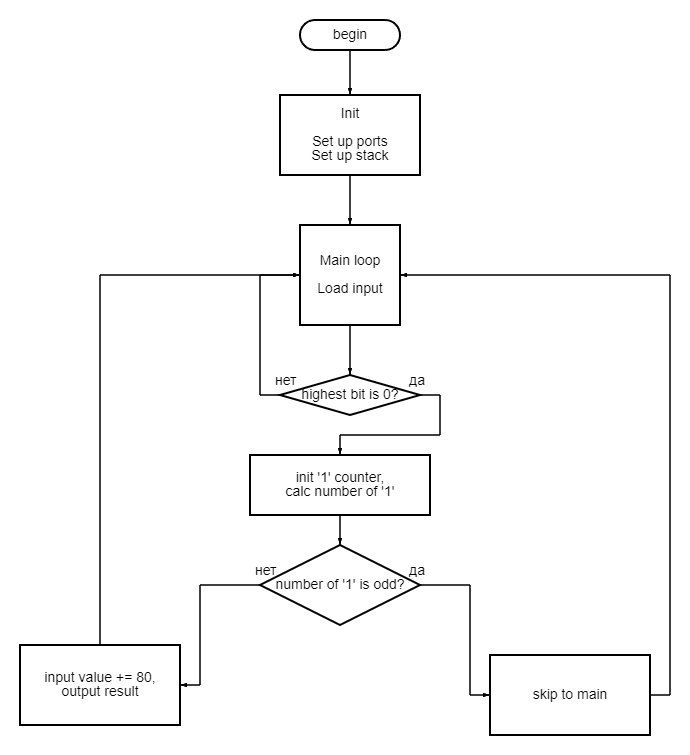 begin
Init
Set up ports
Set up stack
Main loop
Load input
нет
да
highest bit is 0?
init '1' counter,
calc number of '1'
нет
да
number of '1' is odd?
input value += 80,
output result
skip to main